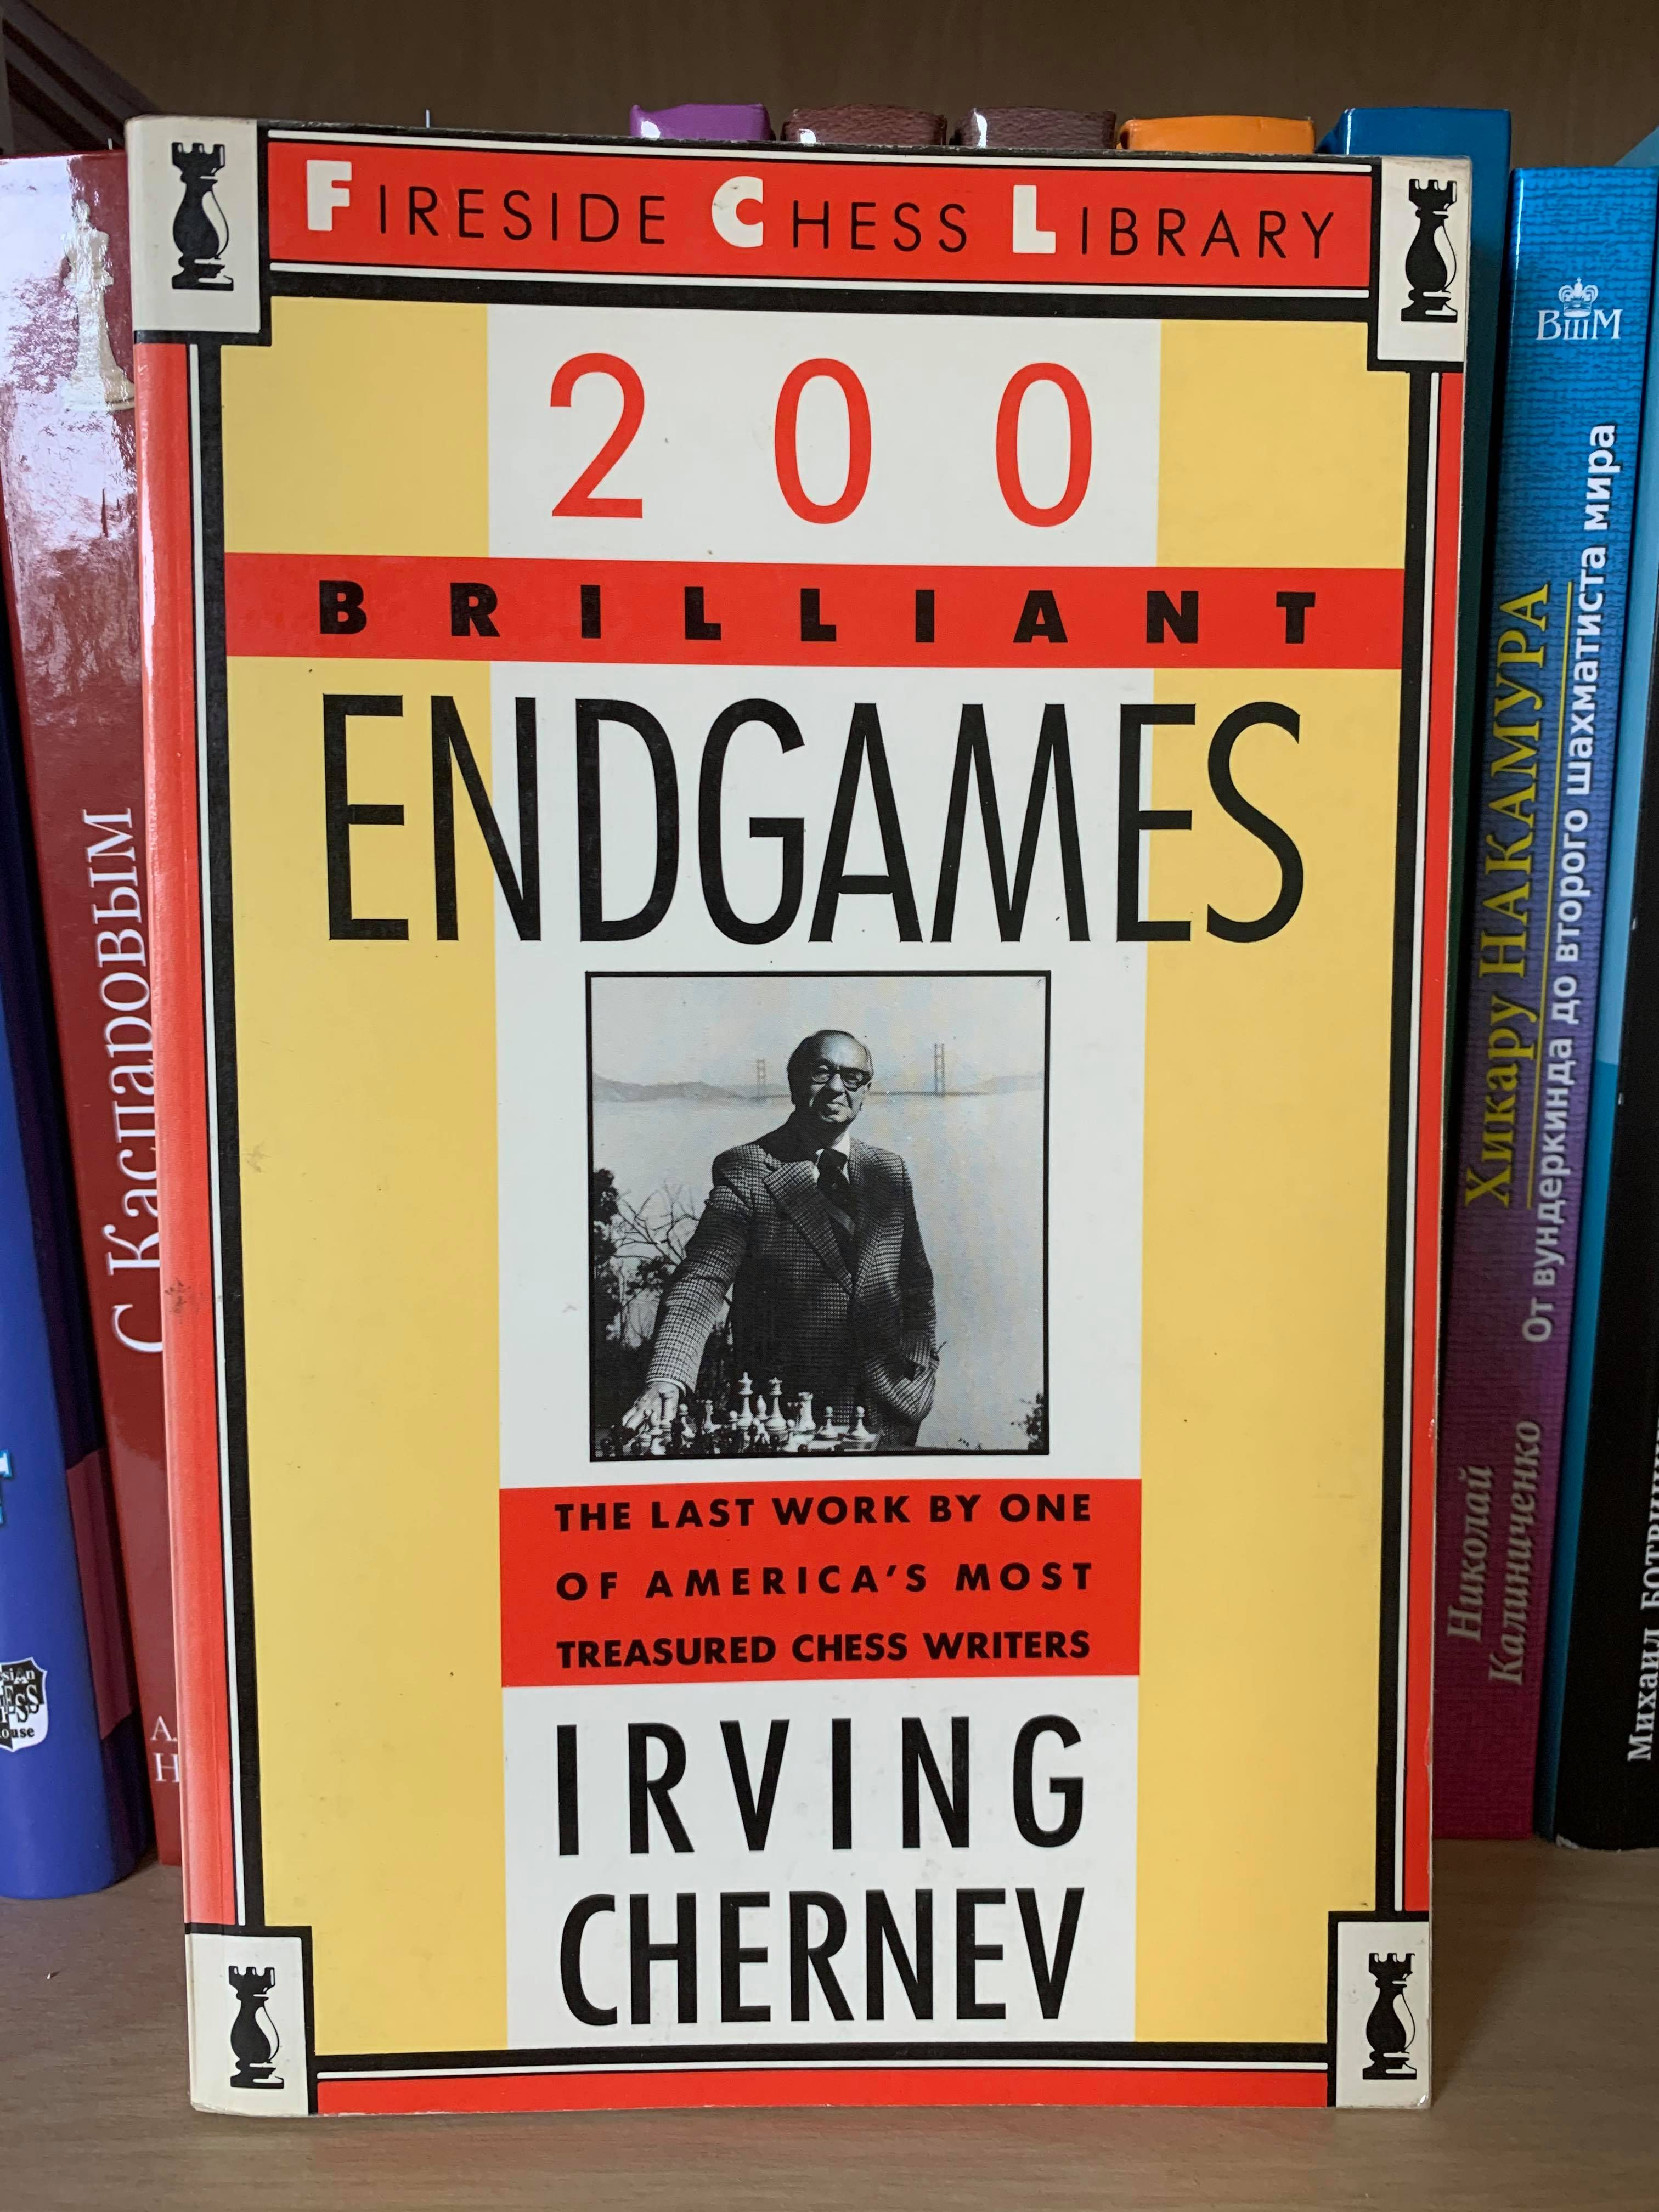 FIRESIDE CHESS LIBRARY
200
BRILLIANT
ENDGAMES
THE LAST WORK BY ONE
OF AMERICA'S MOST
TREASURED CHESS WRITERS
IRVING
CHERNEV
С Каспаровым
ВшМ
Хикару НАКАМУРА
От вундеркинда до второго шахматиста мира
Николай
Калиниченко
Михаил